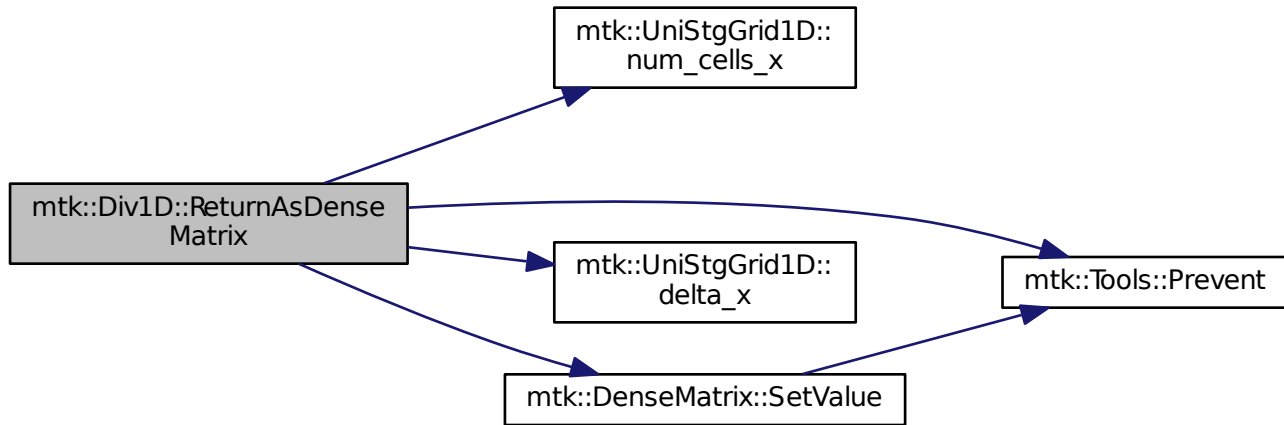 mtk::UniStgGrid1D::
num_cells_x
mtk::Div1D::ReturnAsDense
Matrix
mtk::UniStgGrid1D::
delta_x
mtk::Tools::Prevent
mtk::DenseMatrix::SetValue